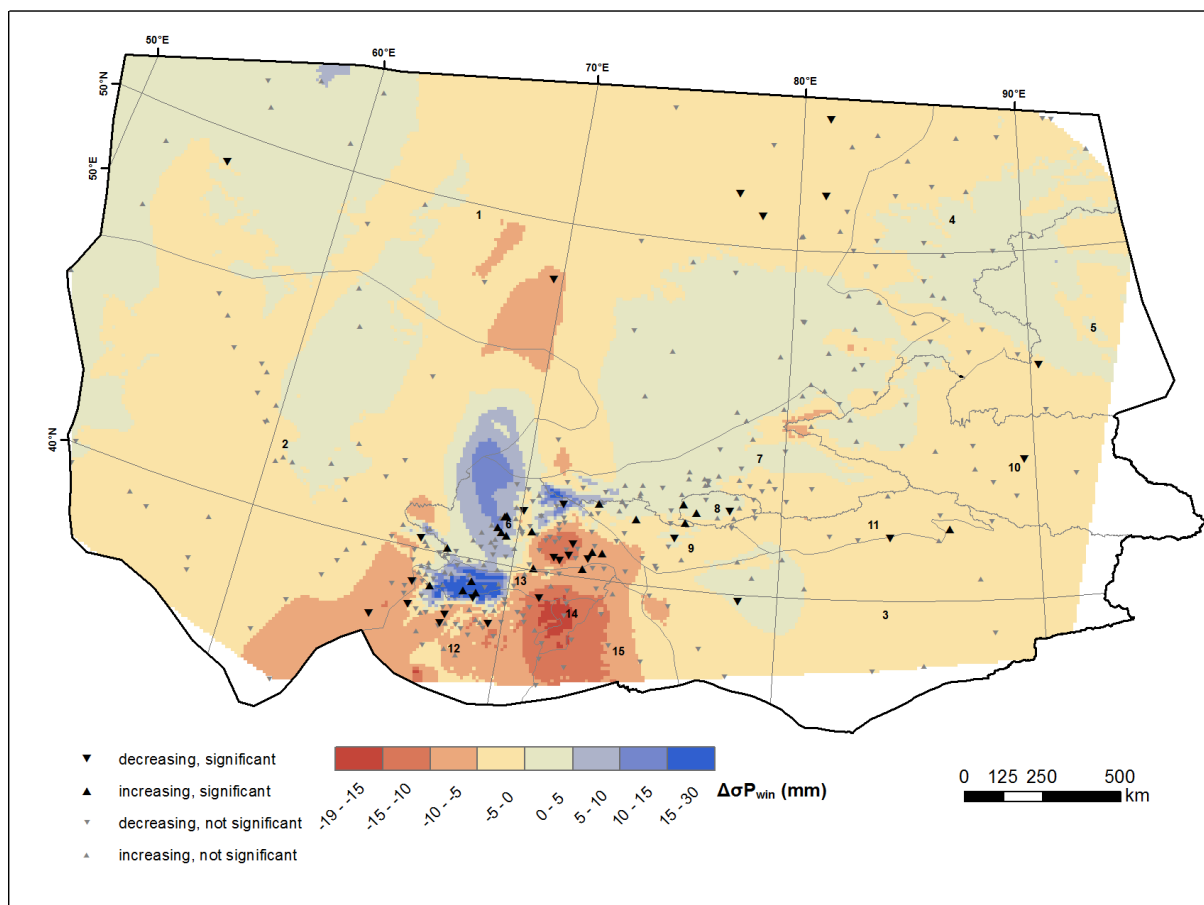 50°E
60°E
70°E
80°E
90°E
50°N
50°E
40°N
1
4
5
2
7
10
6
8
11
9
13
3
14
12
15
decreasing, significant
increasing, significant
decreasing, not significant
increasing, not significant
-19 - -15
-15 - -10
-10 - -5
-5 - 0
0 - 5
5 - 10
10 - 15
15 - 30
ΔσPwin (mm)
0 125 250 500
km